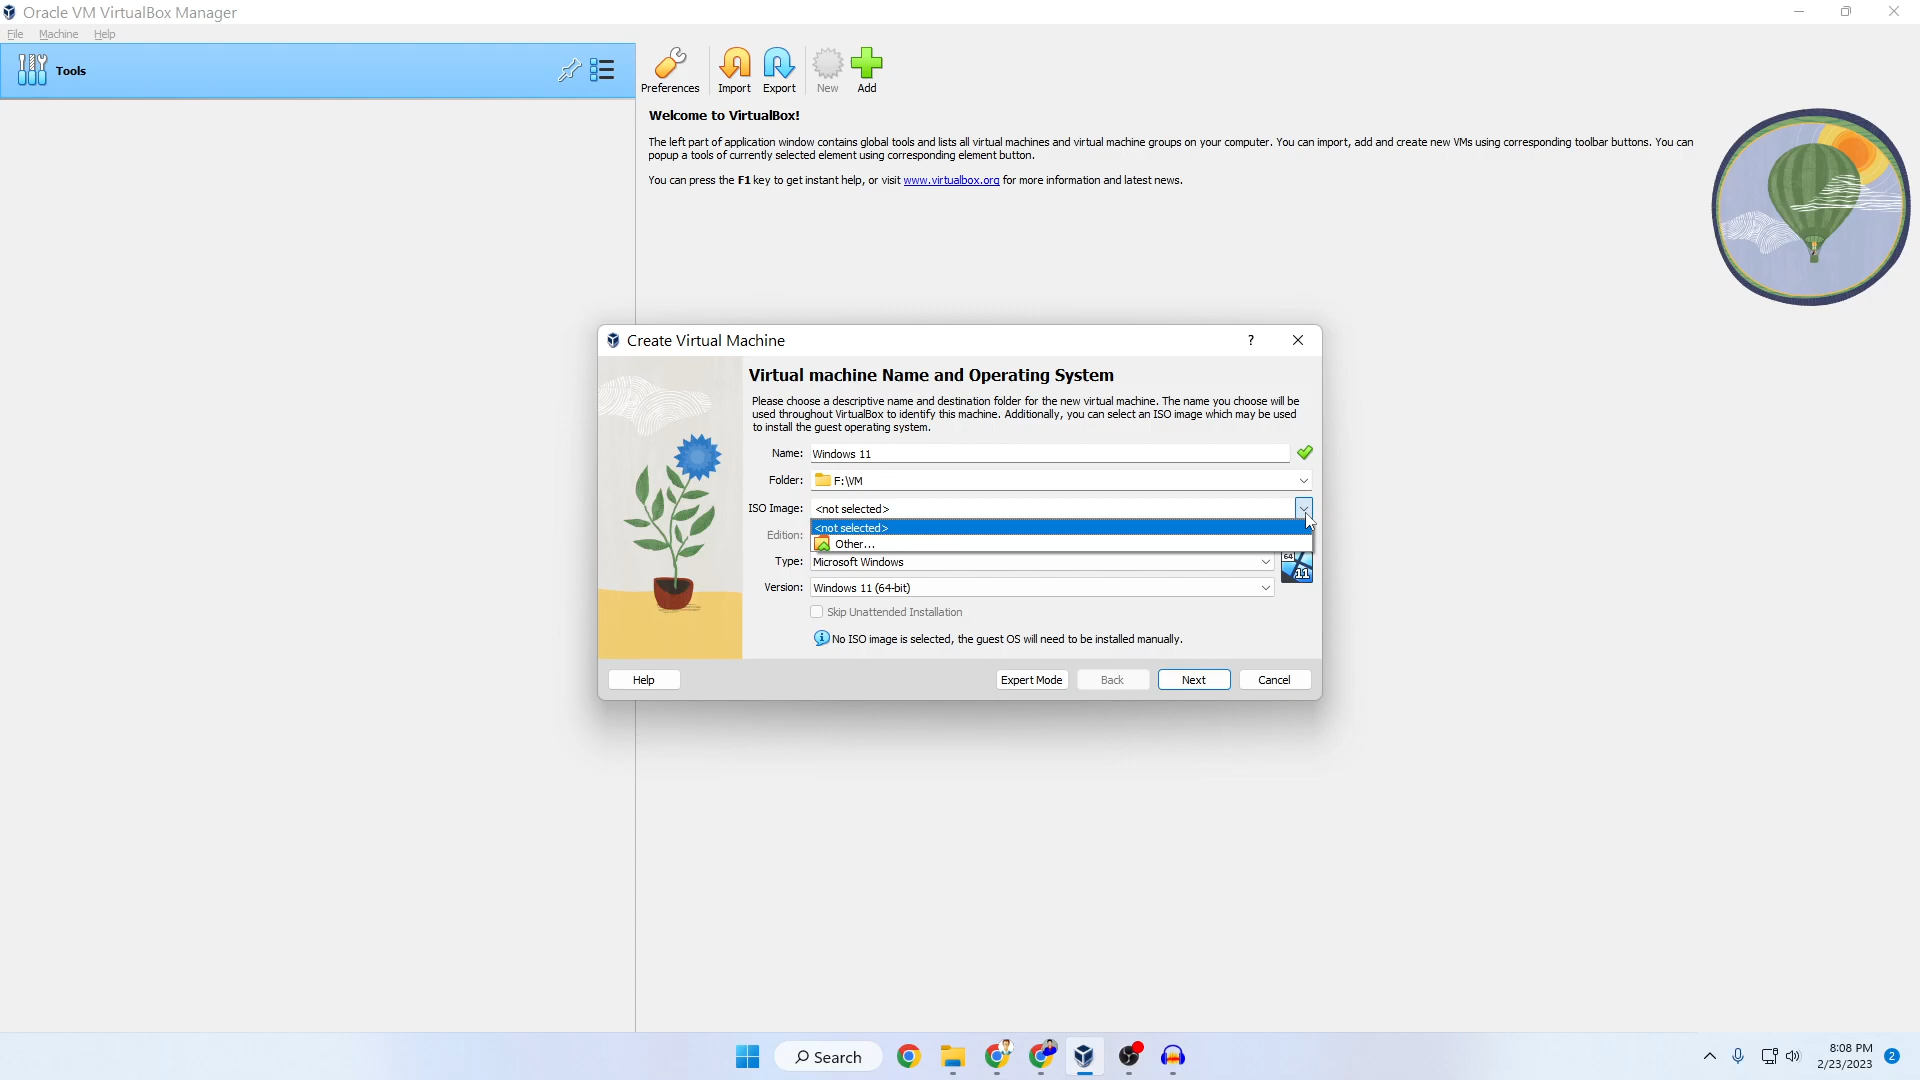 Oracle VM VirtualBox Manager
File Machine Help
Tools
Preferences Import Export New Add
Welcome to VirtualBox!
The left part of application window contains global tools and lists all virtual machines and virtual machine groups on your computer. You can import, add and create new VMs using corresponding toolbar buttons. You can
popup a tools of currently selected element using corresponding element button.
You can press the F1 key to get instant help, or visit www.virtualbox.org for more information and latest news.
Create Virtual Machine
?
Virtual machine Name and Operating System
Please choose a descriptive name and destination folder for the new virtual machine. The name you choose will be
used throughout VirtualBox to identify this machine. Additionally, you can select an ISO image which may be used
to install the guest operating system.
Name: Windows 11
Folder: F:\VM
ISO Image: <not selected>
<not selected>
Edition:
Other...
Type: Microsoft Windows
64
11
Version: Windows 11 (64-bit)
Skip Unattended Installation
No ISO image is selected, the guest OS will need to be installed manually.
Help Expert Mode Back Next Cancel
Search
8:08 PM
2/23/2023
2